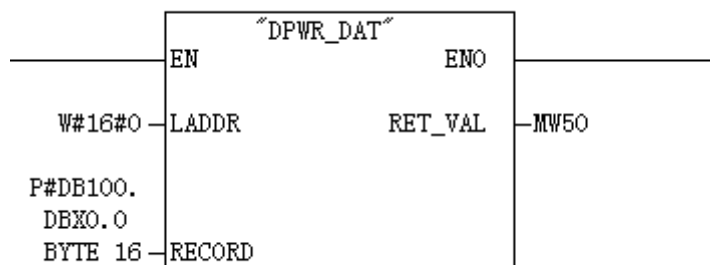 "DPWR_DAT"
EN ENO
W#16#0 LADDR RET_VAL MW50
P#DB100.
DBX0.0
BYTE 16 RECORD